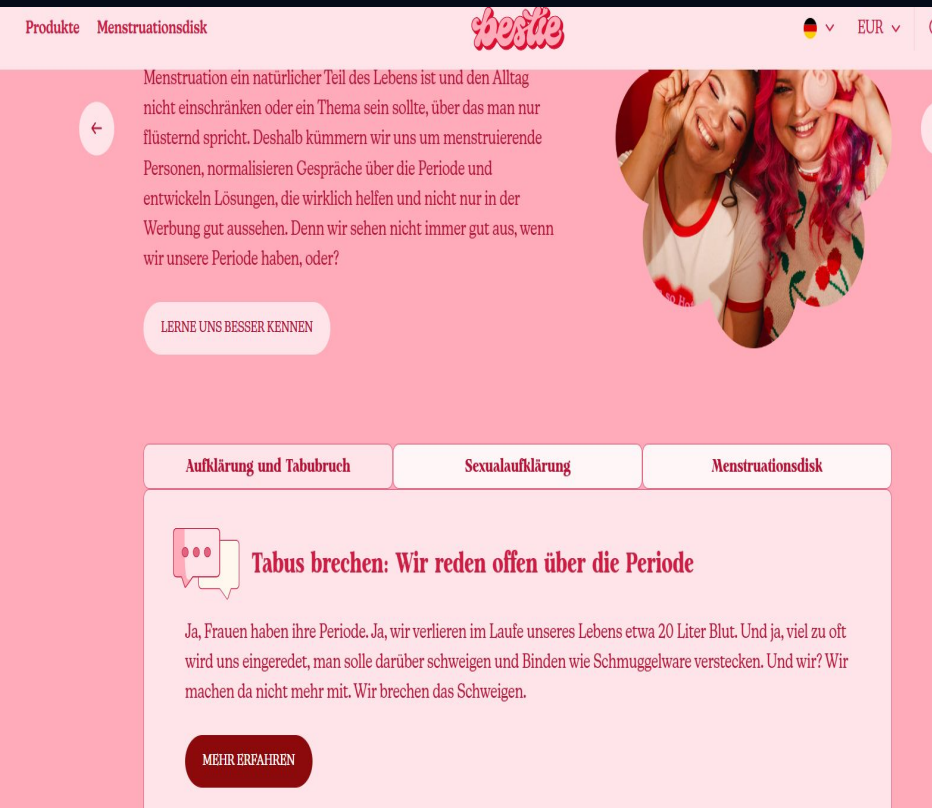 Produkte Menstruationsdisk
bestie
EUR
Menstruation ein natürlicher Teil des Lebens ist und den Alltag
nicht einschränken oder ein Thema sein sollte, über das man nur
flüsternd spricht. Deshalb kümmern wir uns um menstruierende
Personen, normalisieren Gespräche über die Periode und
entwickeln Lösungen, die wirklich helfen und nicht nur in der
Werbung gut aussehen. Denn wir sehen nicht immer gut aus, wenn
wir unsere Periode haben, oder?
LERNE UNS BESSER KENNEN
Aufklärung und Tabubruch
Sexualaufklärung
Menstruationsdisk
Tabus brechen: Wir reden offen über die Periode
Ja, Frauen haben ihre Periode. Ja, wir verlieren im Laufe unseres Lebens etwa 20 Liter Blut. Und ja, viel zu oft
wird uns eingeredet, man solle darüber schweigen und Binden wie Schmuggelware verstecken. Und wir? Wir
machen da nicht mehr mit. Wir brechen das Schweigen.
MEHR ERFAHREN